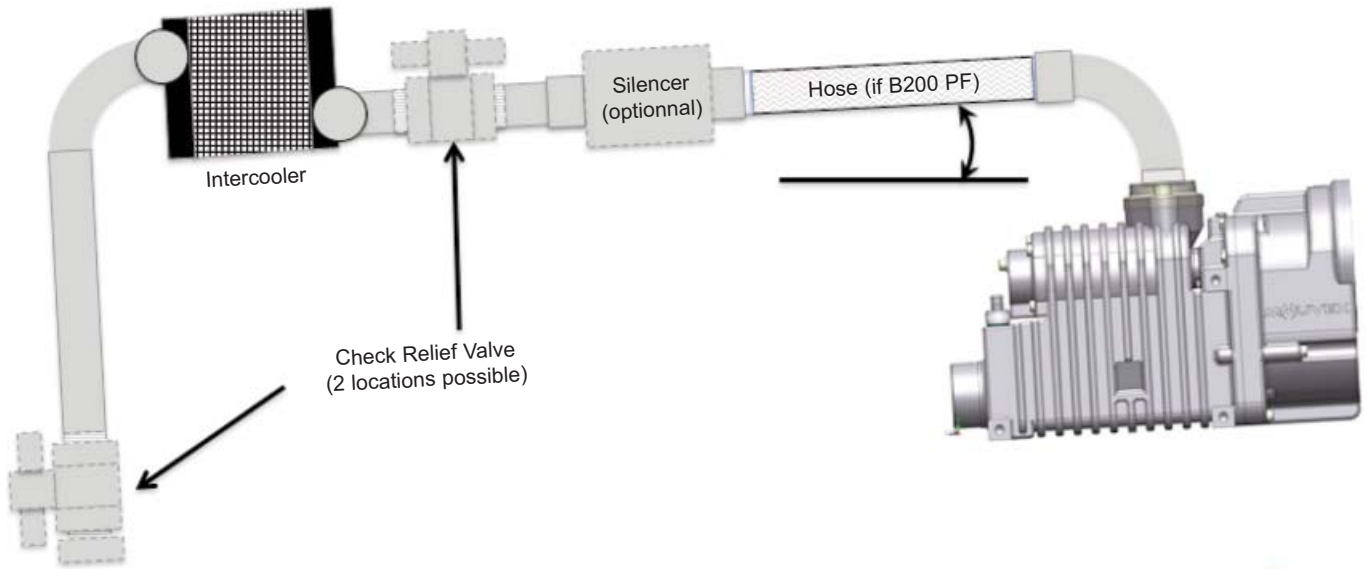 Silencer
(optionnal)
Hose (if B200 PF)
Intercooler
Check Relief Valve
(2 locations possible)